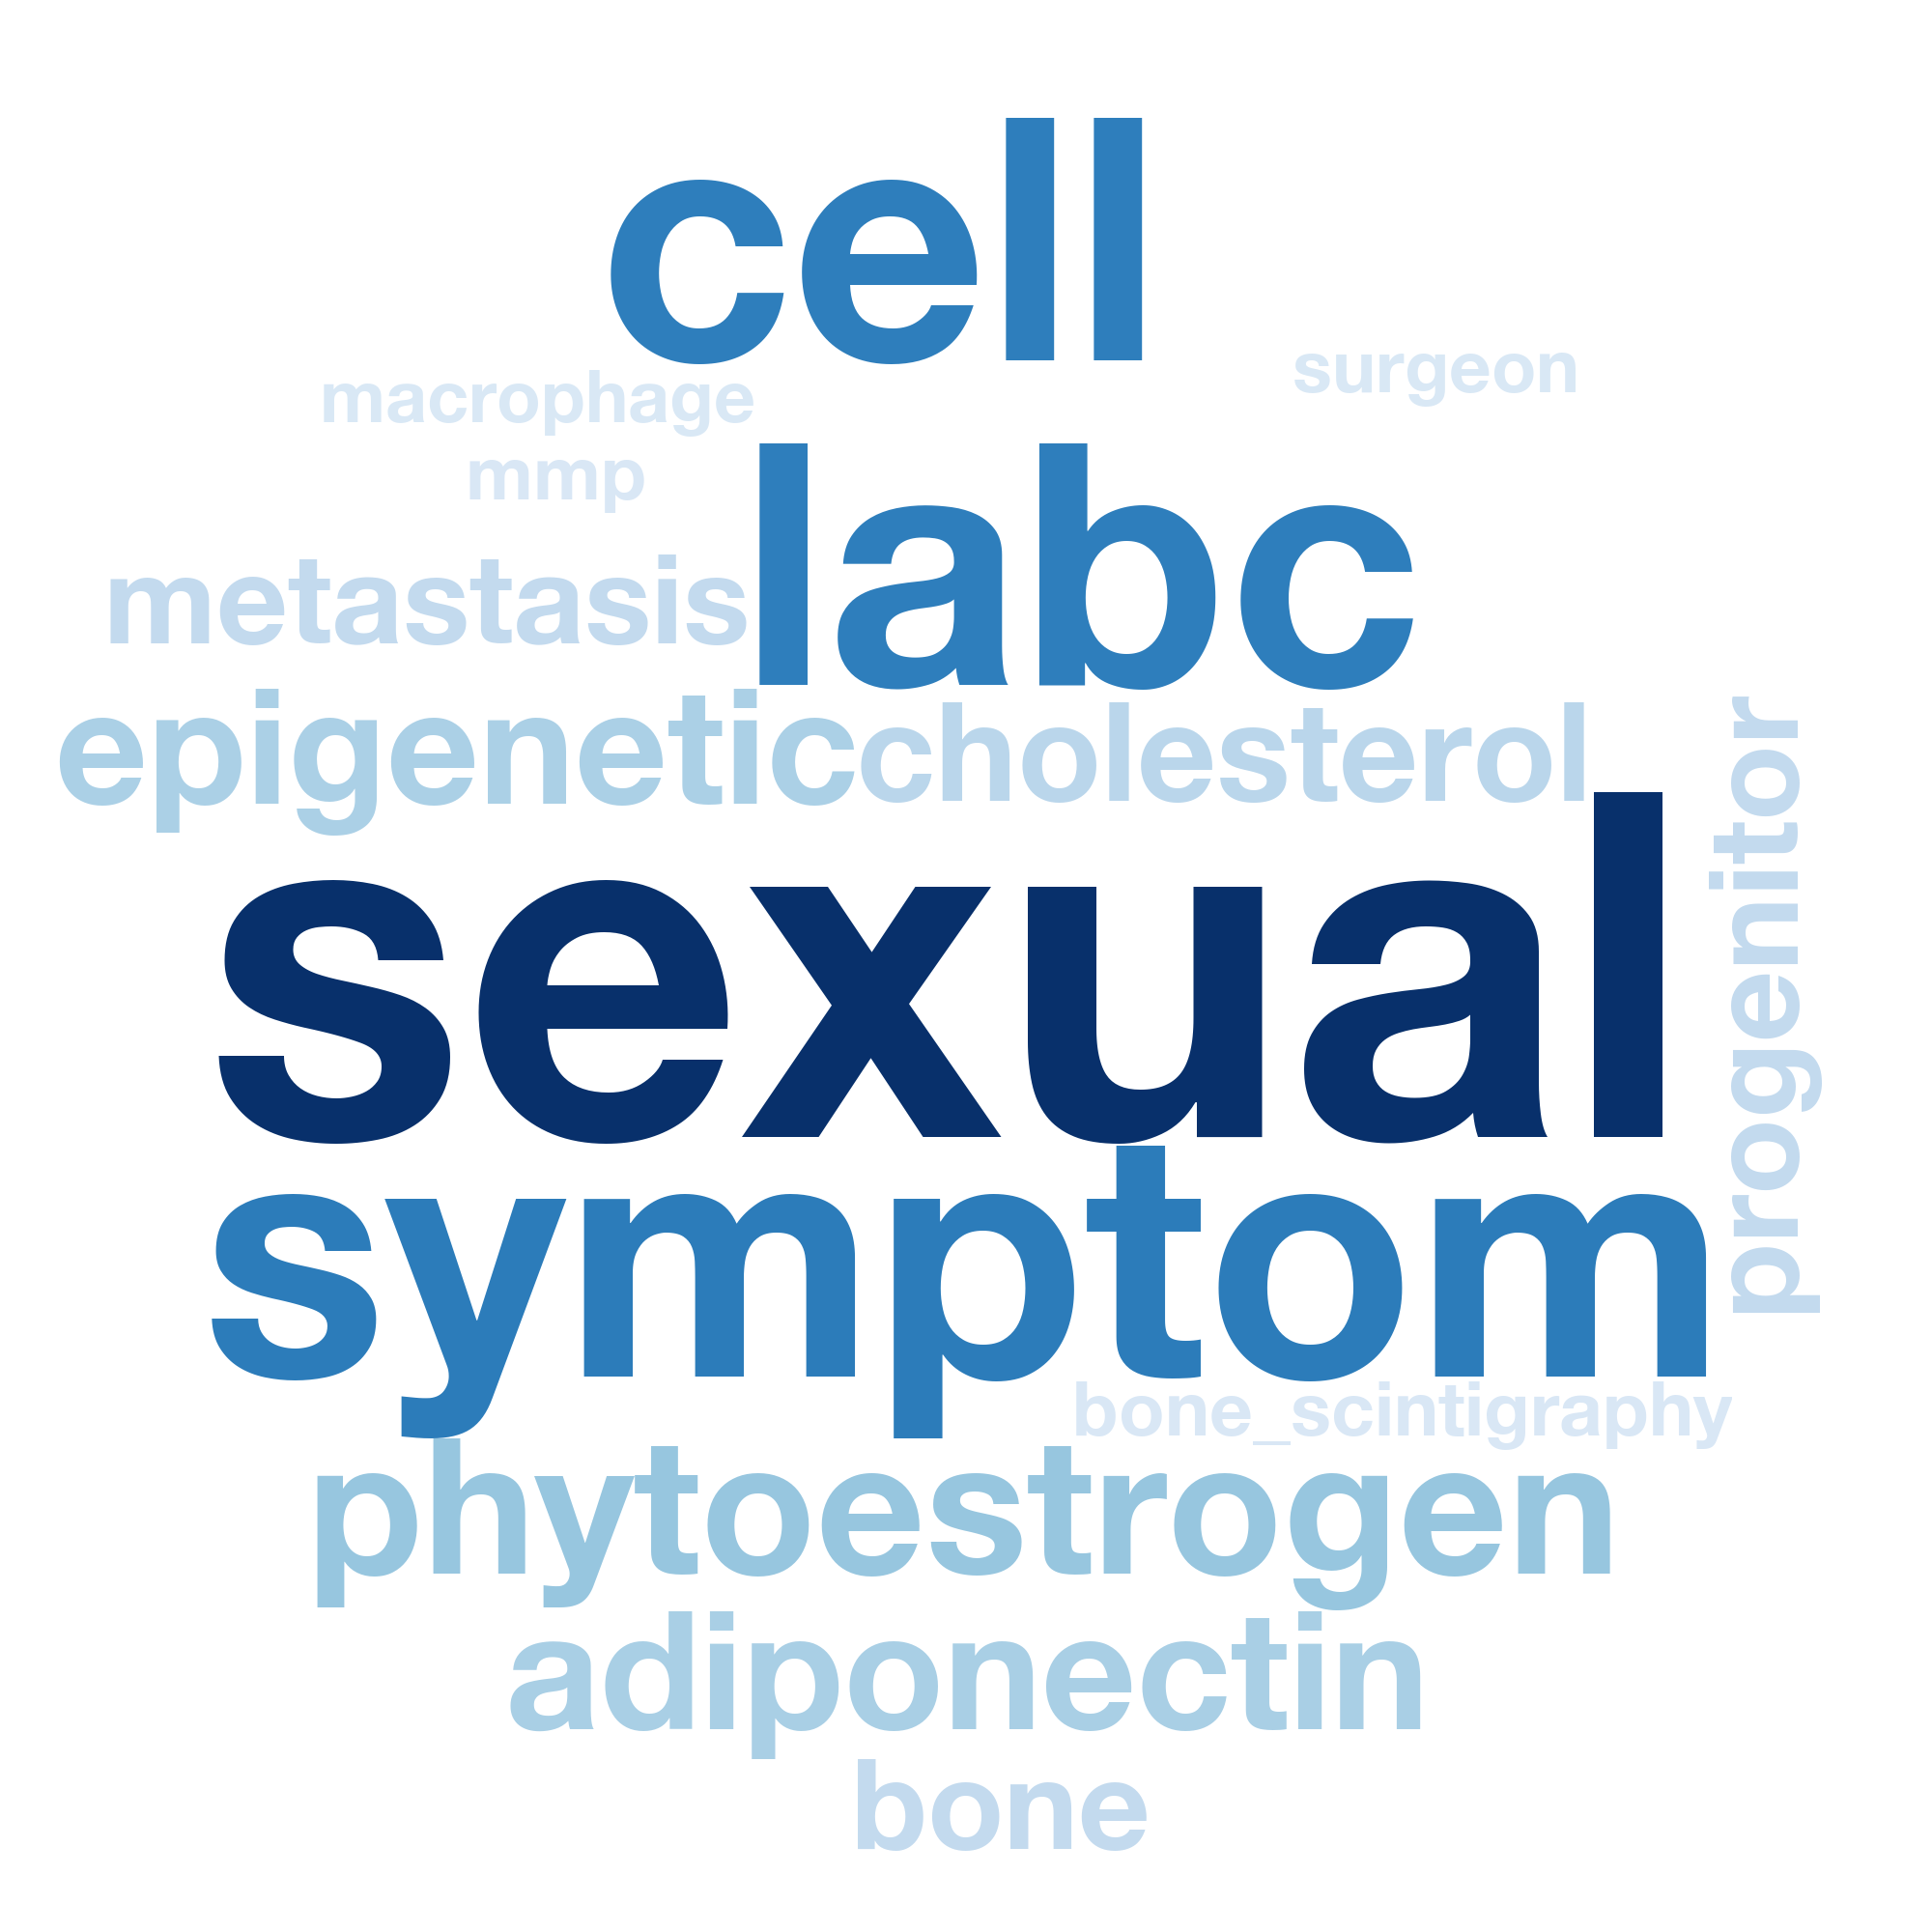 cell
surgeon
macrophage
mmp
labc
metastasis
epigenetic
cholesterol
progenitor
sexual
symptom
bone_scintigraphy
phytoestrogen
adiponectin
bone